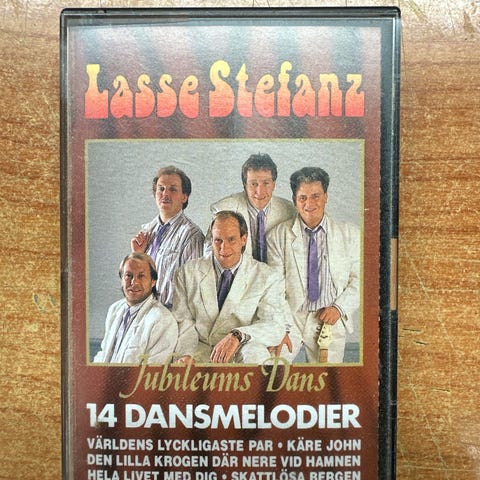 Lasse Stefanz
Jubileums Dans
14 DANSMELODIER
VÄRLDENS LYCKLIGASTE PAR • KÄRE JOHN
DEN LILLA KROGEN DÄR NERE VID HAMNEN
HELA LIVET MED DIG • SKATTLÖSA BERGEN